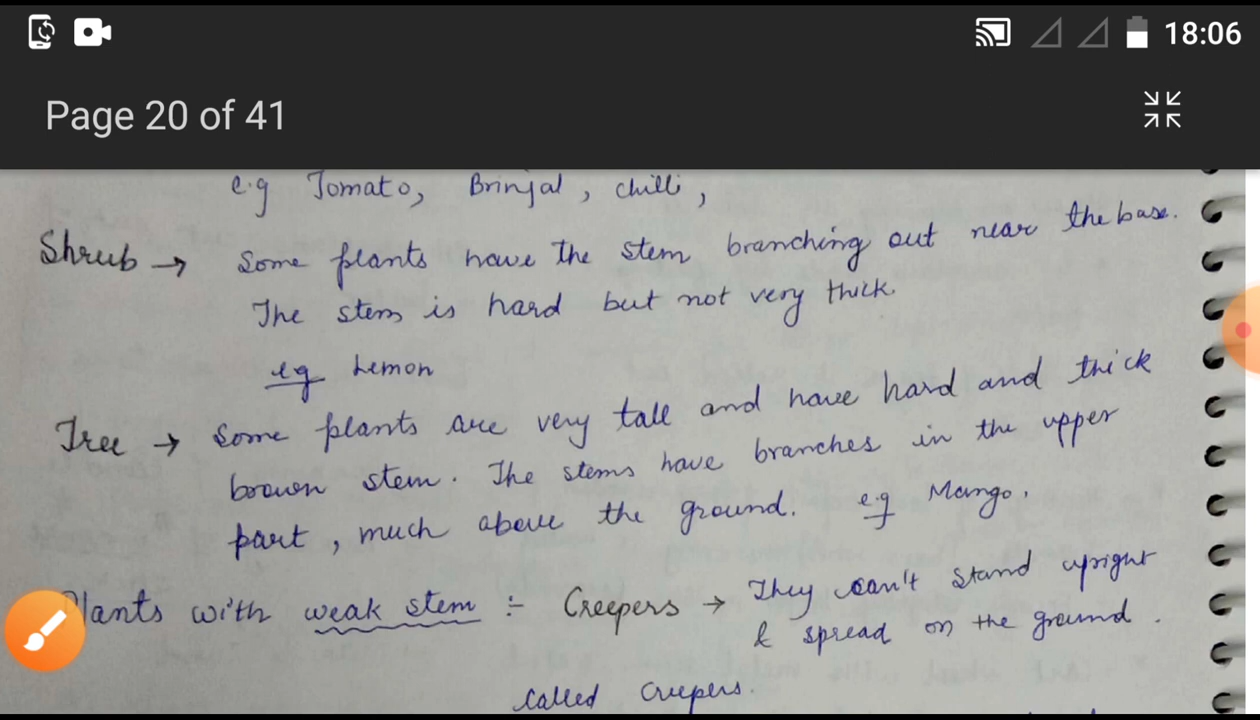 18:06
Page 20 of 41
e.g Tomato, Brinjal, chilli,
Shrub → Some plants have the stem branching out near the base.
The stem is hard but not very thick.
eg Lemon
Tree → Some plants are very tall and have hard and thick
brown stem. The stems have branches in the upper
part, much above the ground. e.g Mango.
Plants with weak stem :- Creepers → They can't stand upright
& spread on the ground.
called Creepers.